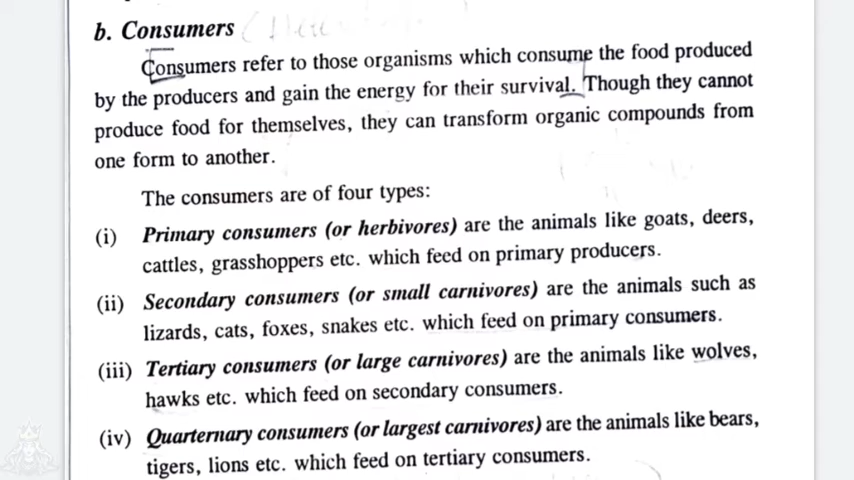 b. Consumers
Consumers refer to those organisms which consume the food produced
by the producers and gain the energy for their survival. Though they cannot
produce food for themselves, they can transform organic compounds from
one form to another.
The consumers are of four types:
(i) Primary consumers (or herbivores) are the animals like goats, deers,
cattles, grasshoppers etc. which feed on primary producers.
(ii) Secondary consumers (or small carnivores) are the animals such as
lizards, cats, foxes, snakes etc. which feed on primary consumers.
(iii) Tertiary consumers (or large carnivores) are the animals like wolves,
hawks etc. which feed on secondary consumers.
(iv) Quarternary consumers (or largest carnivores) are the animals like bears,
tigers, lions etc. which feed on tertiary consumers.